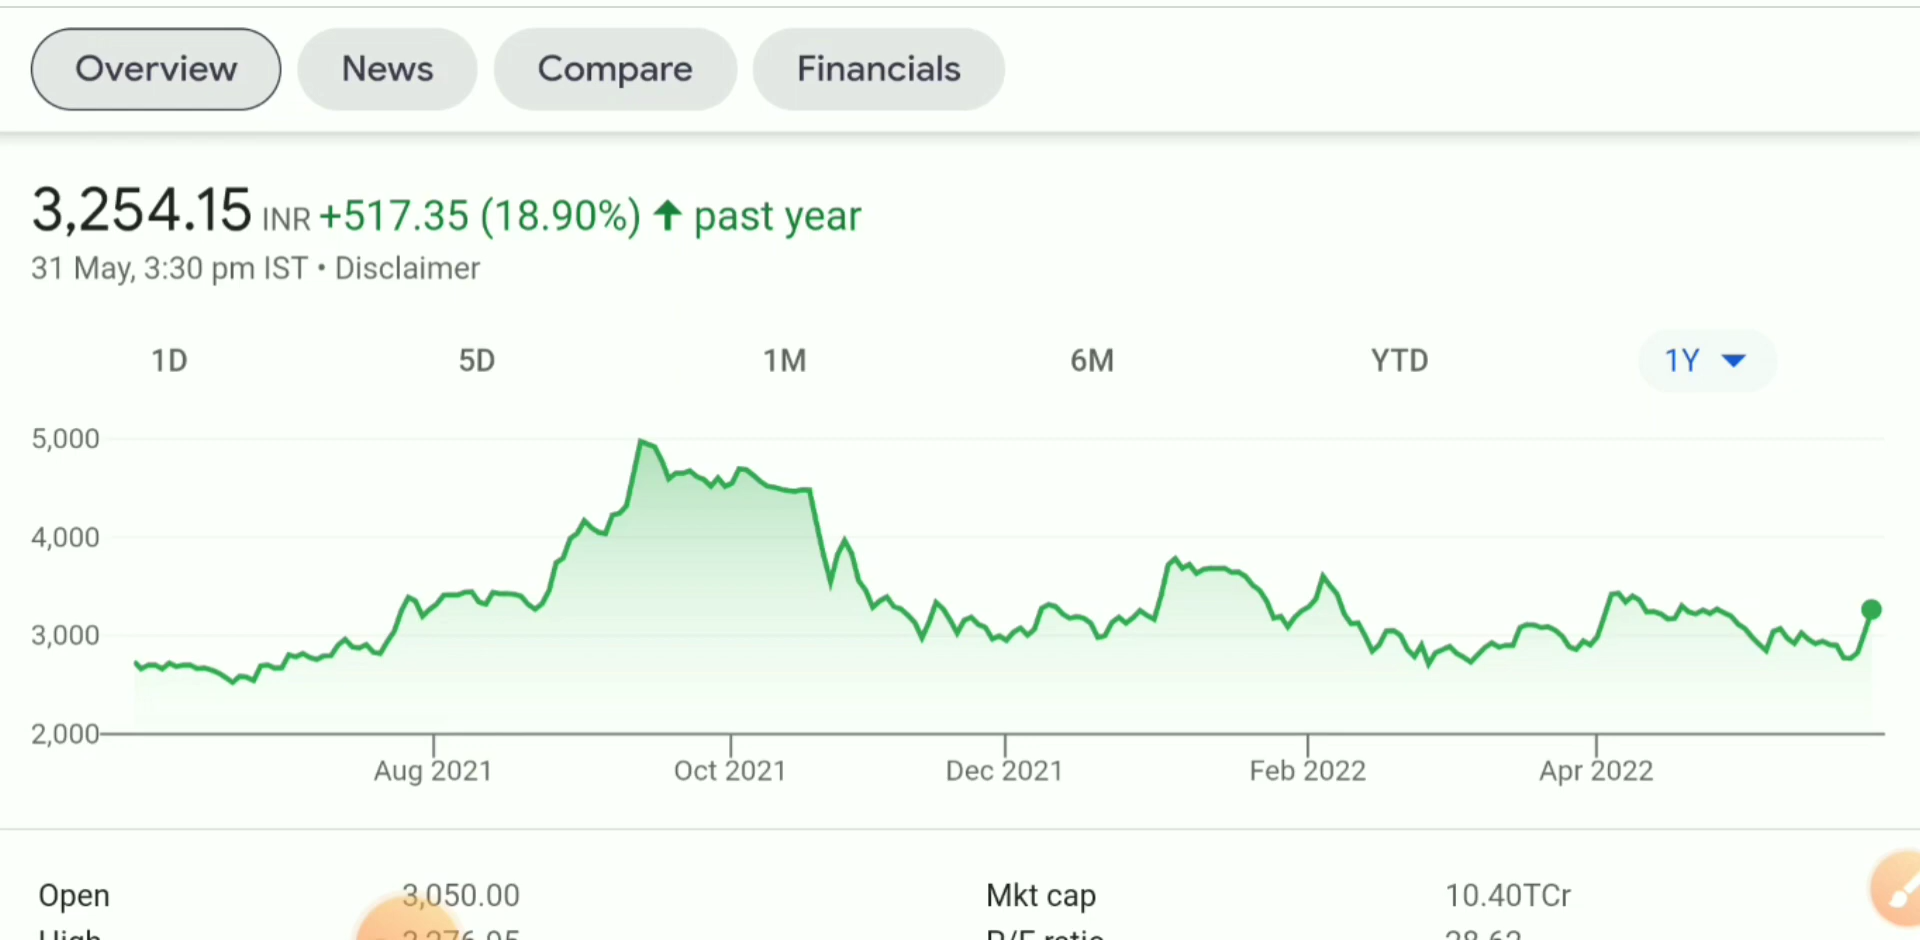 Overview News Compare Financials
3,254.15 INR +517.35 (18.90%) ↑ past year
31 May, 3:30 pm IST • Disclaimer
1D 5D 1M 6M YTD 1Y
5,000
4,000
3,000
2,000
Aug 2021 Oct 2021 Dec 2021 Feb 2022 Apr 2022
Open 3,050.00 Mkt cap 10.40TCr
High P/E ratio